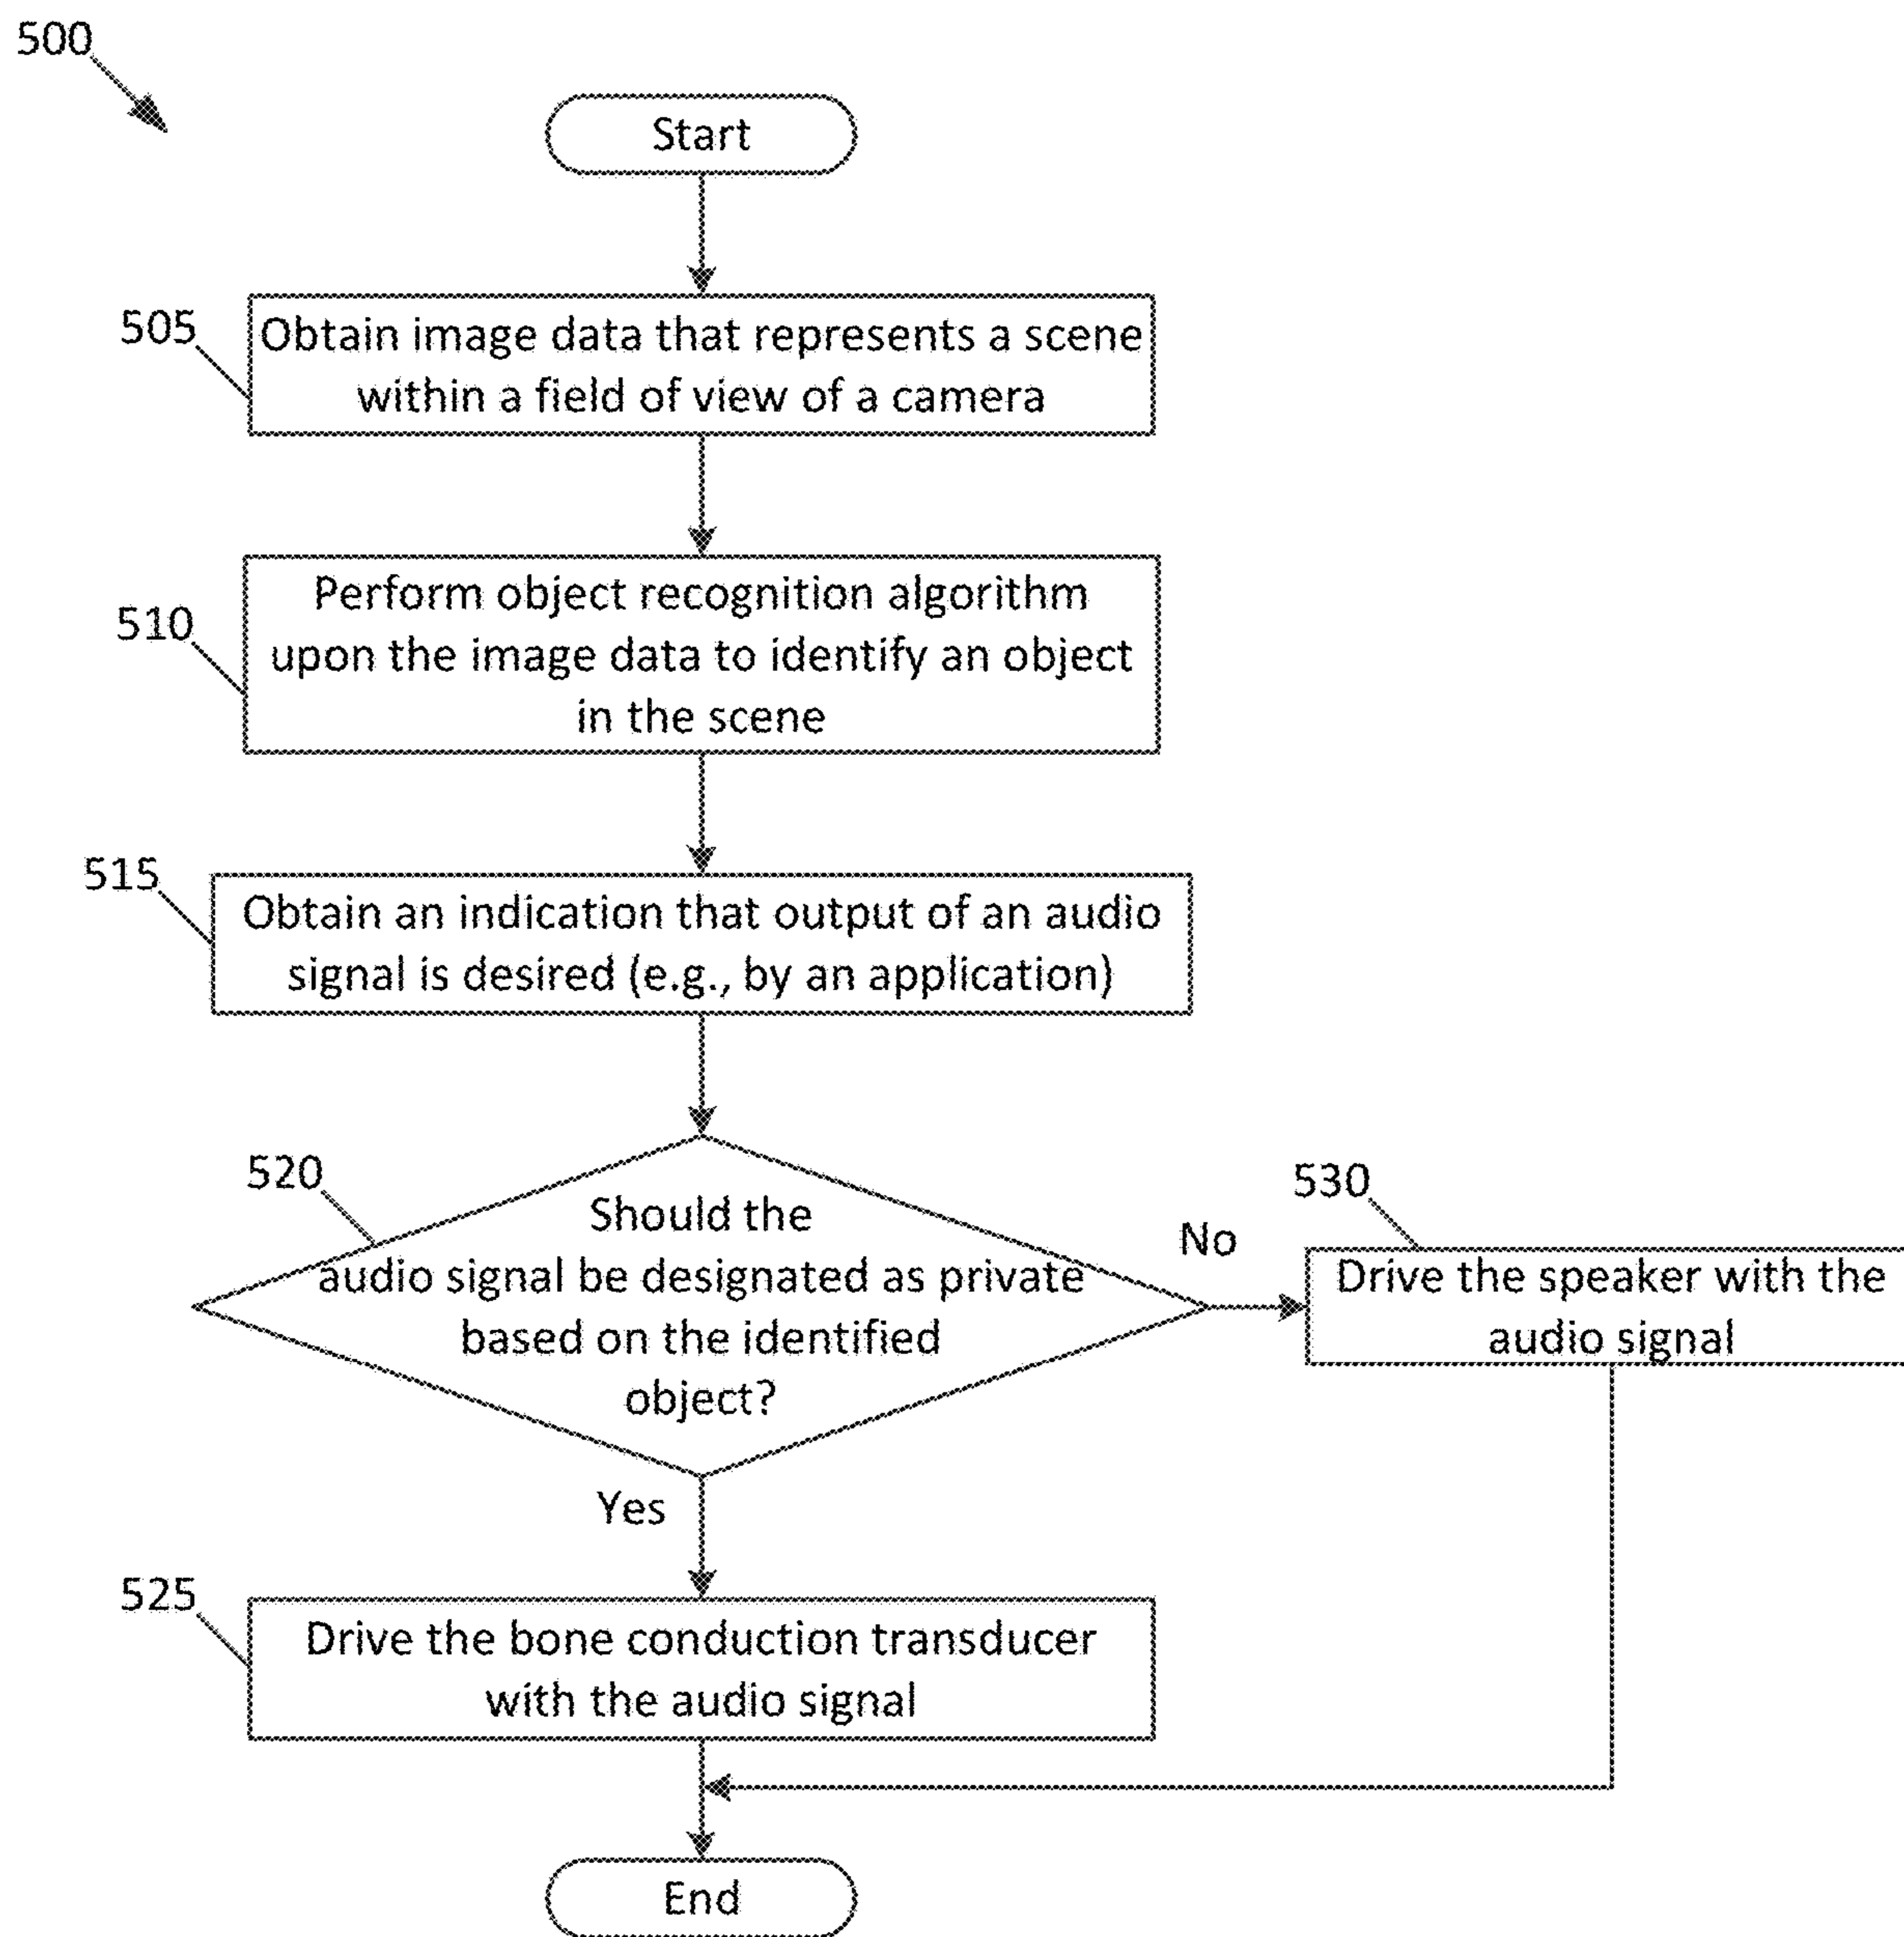 500
Start
505
Obtain image data that represents a scene
within a field of view of a camera
510
Perform object recognition algorithm
upon the image data to identify an object
in the scene
515
Obtain an indication that output of an audio
signal is desired (e.g., by an application)
520
Should the
audio signal be designated as private
based on the identified
object?
No
530
Drive the speaker with the
audio signal
Yes
525
Drive the bone conduction transducer
with the audio signal
End